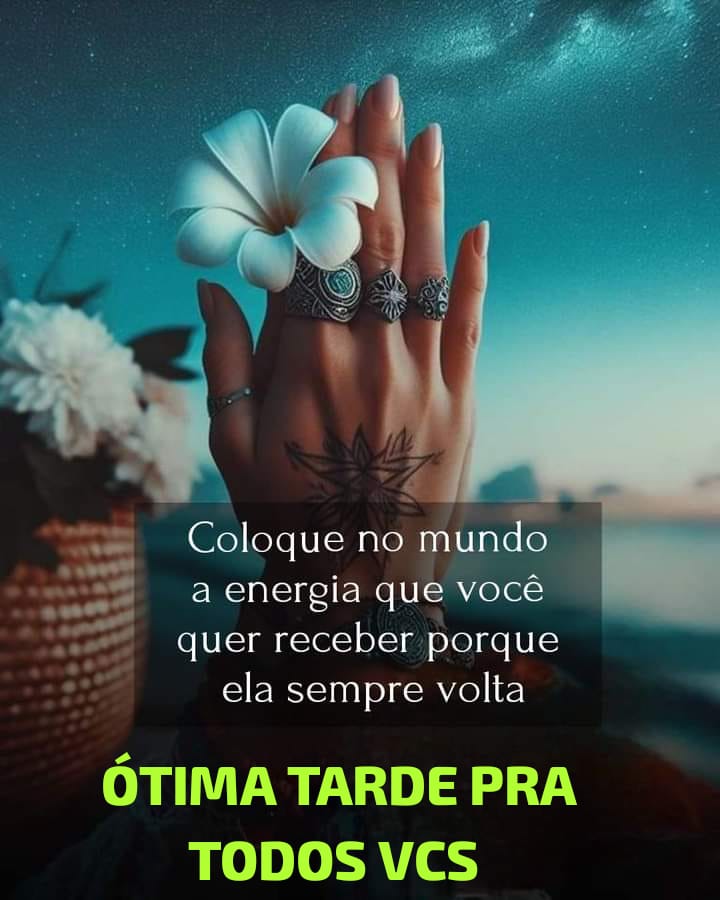 Coloque no mundo
a energia que você
quer receber porque
ela sempre volta
ÓTIMA TARDE PRA
TODOS VCS